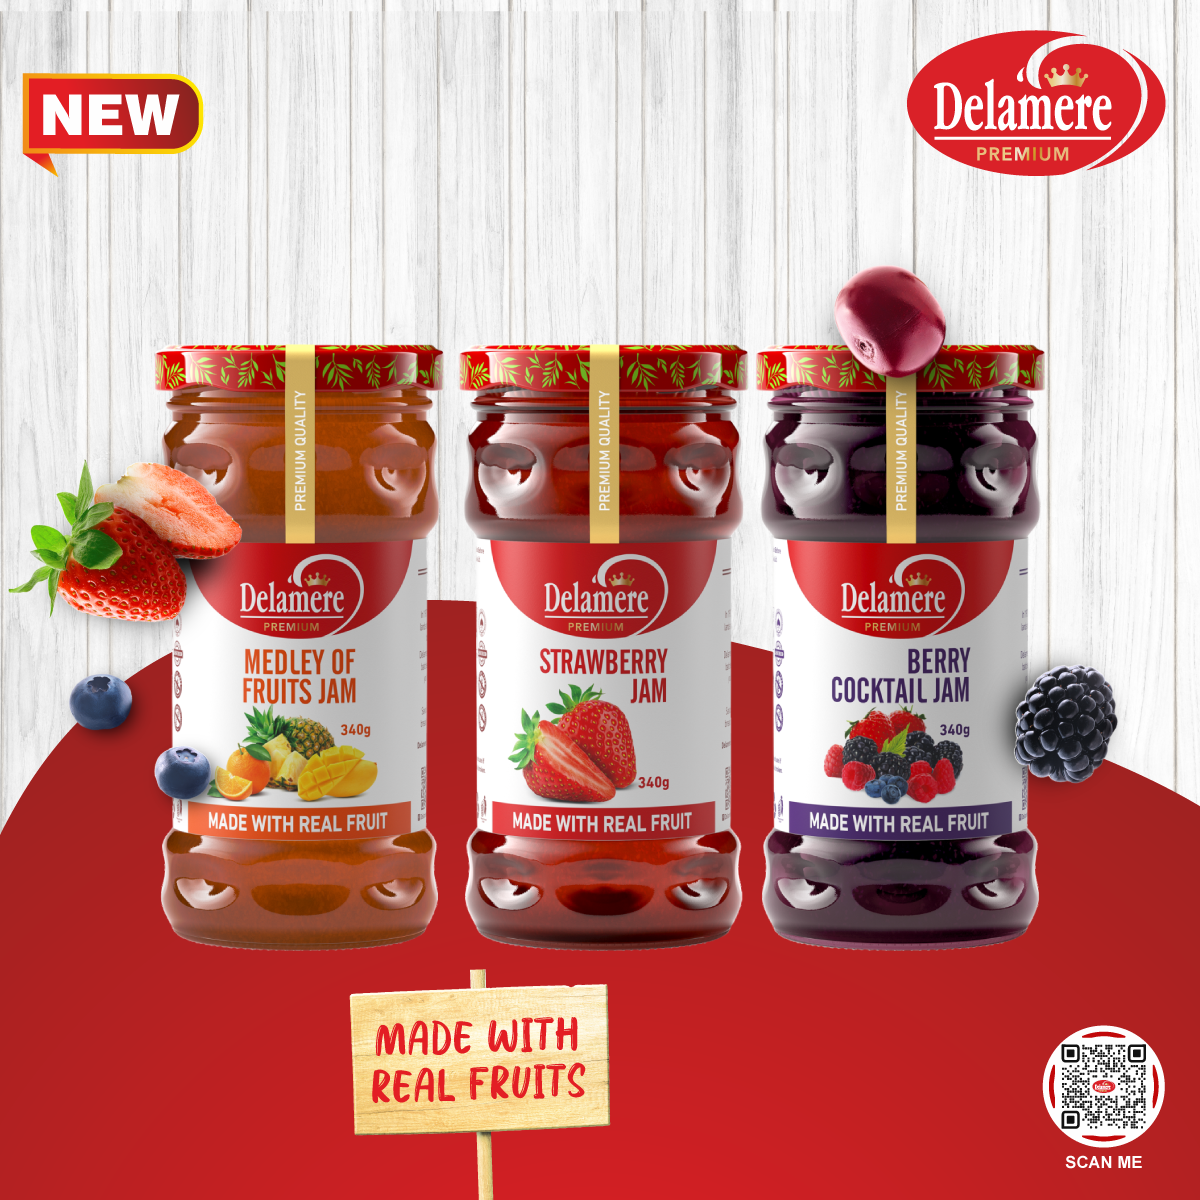 NEW
Delamere
PREMIUM
PREMIUM QUALITY
Delamere
PREMIUM
MEDLEY OF
FRUITS JAM
340g
MADE WITH REAL FRUIT
PREMIUM QUALITY
Delamere
PREMIUM
STRAWBERRY
JAM
340g
MADE WITH REAL FRUIT
PREMIUM QUALITY
Delamere
PREMIUM
BERRY
COCKTAIL JAM
340g
MADE WITH REAL FRUIT
MADE WITH
REAL FRUITS
Delamere
SCAN ME